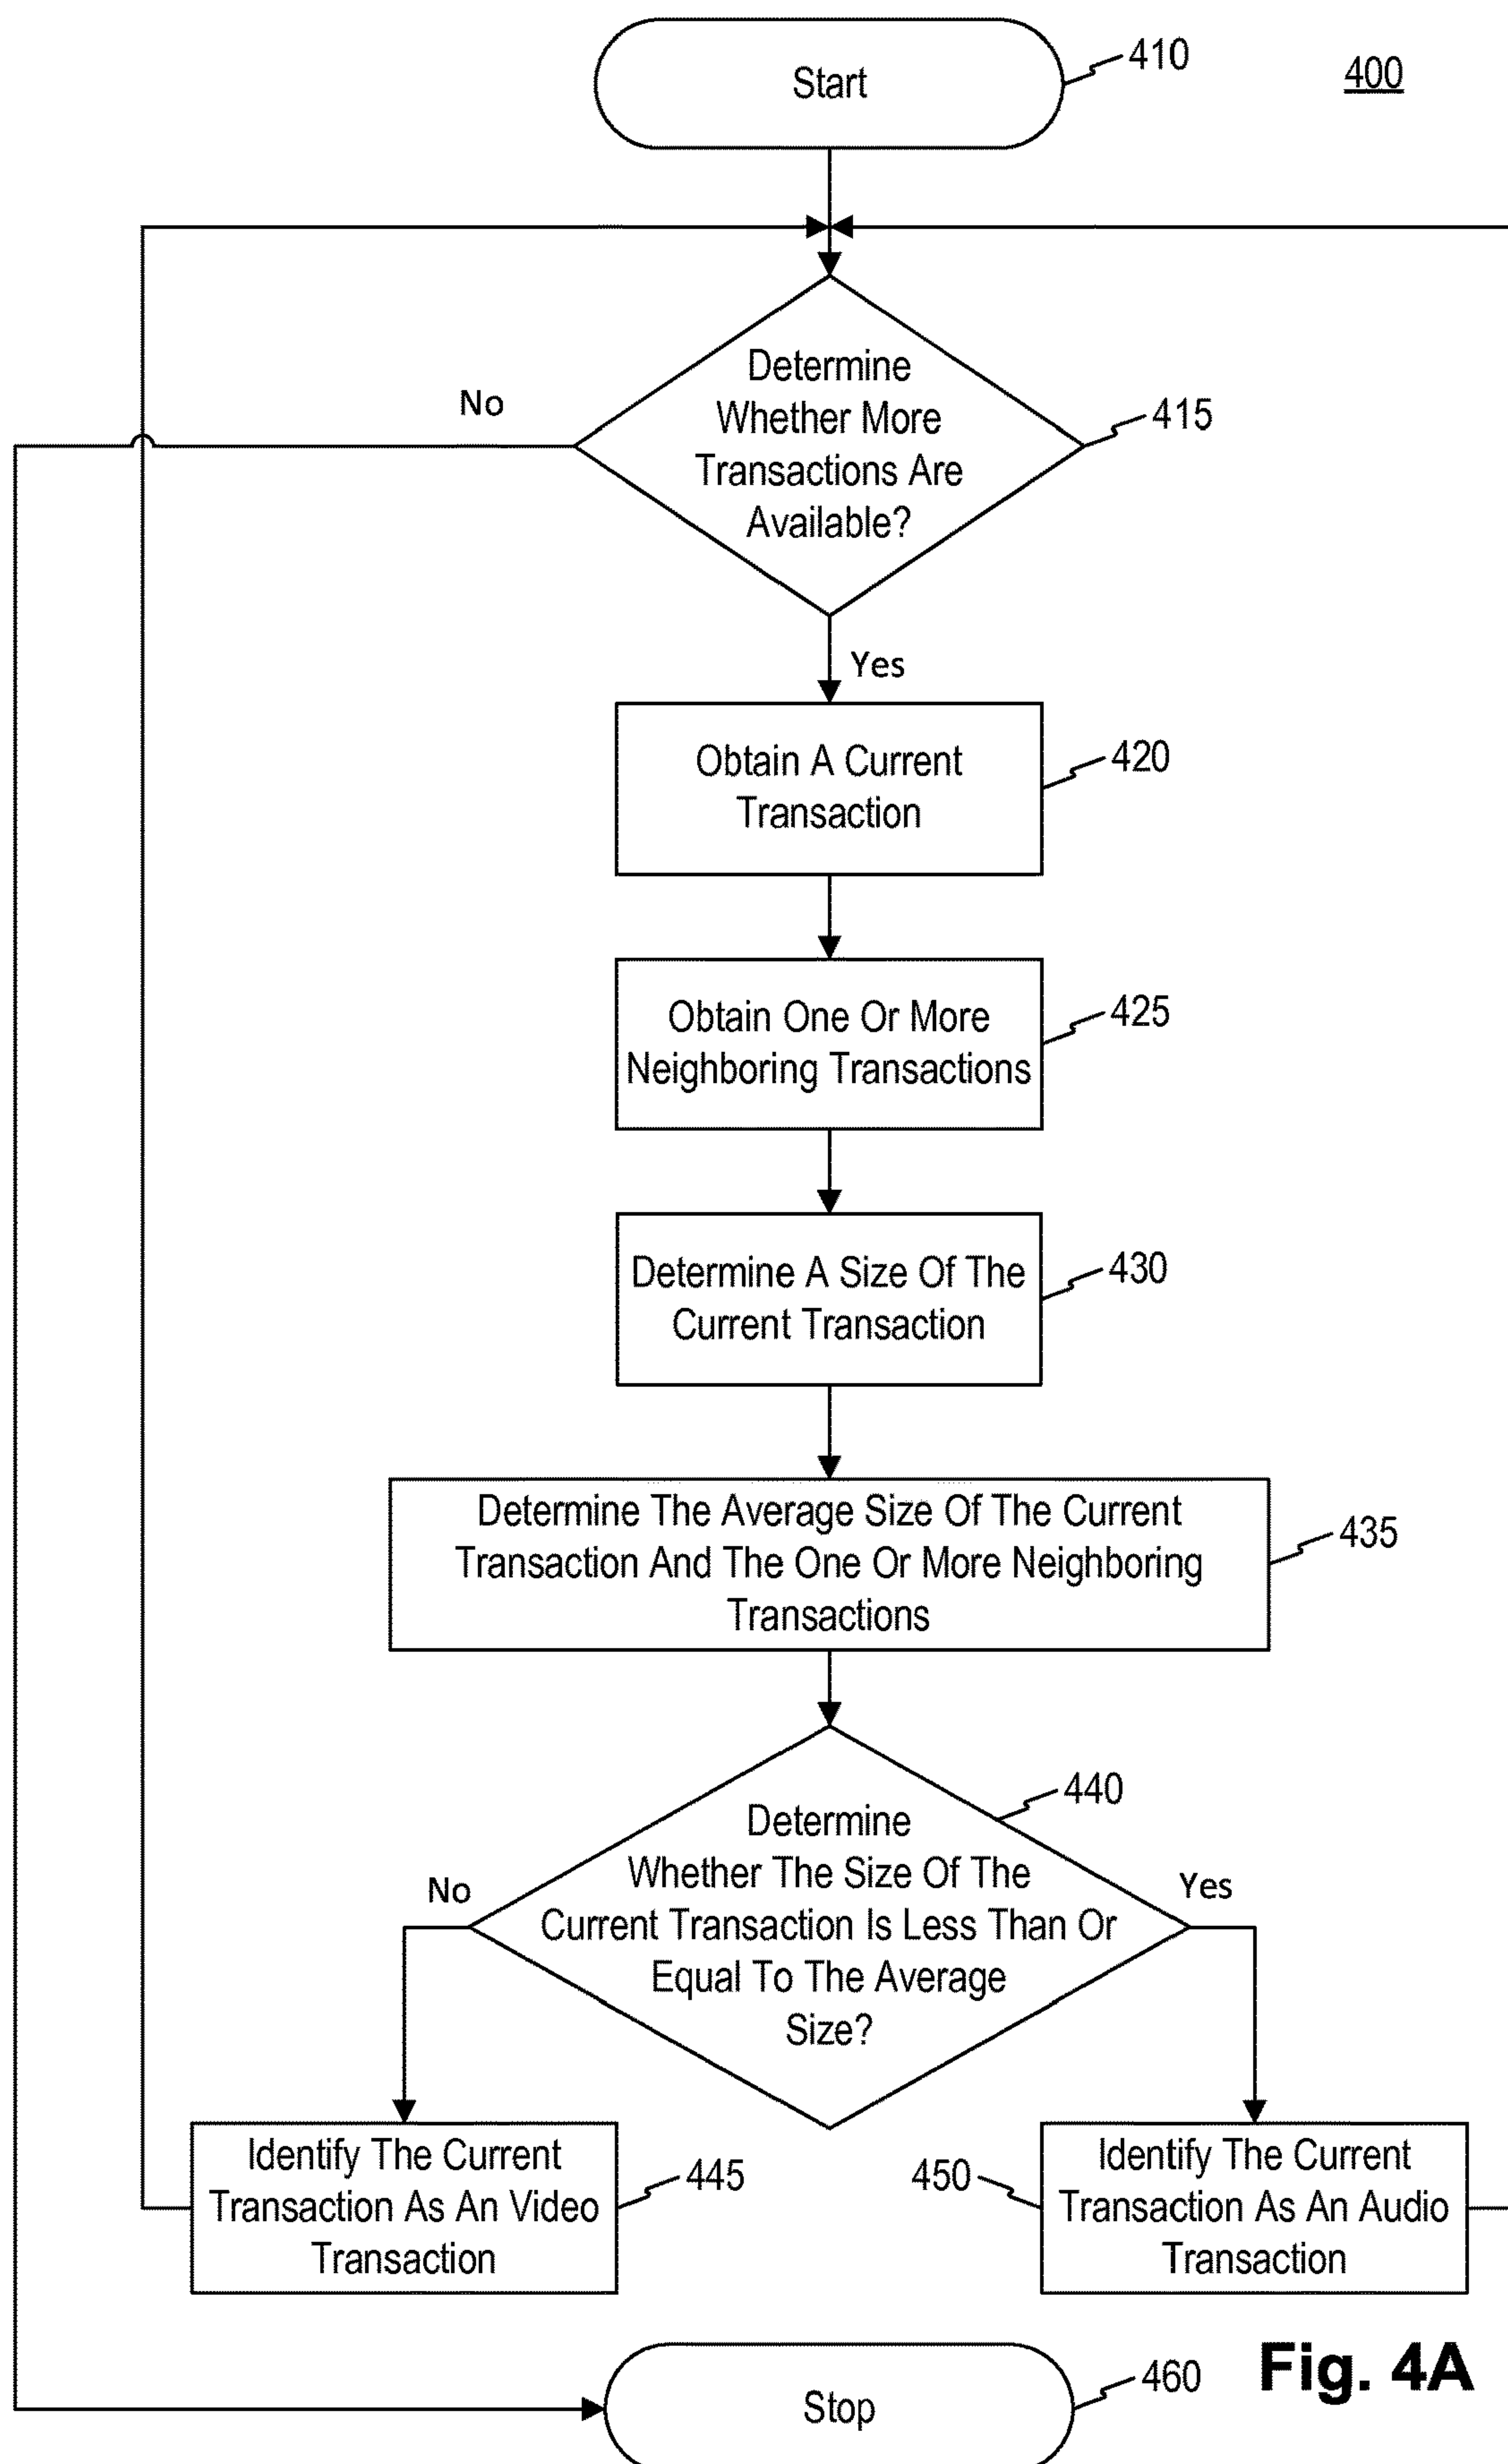 Start
410
400
Determine
Whether More
Transactions Are
Available?
No
415
Yes
Obtain A Current
Transaction
420
Obtain One Or More
Neighboring Transactions
425
Determine A Size Of The
Current Transaction
430
Determine The Average Size Of The Current
Transaction And The One Or More Neighboring
Transactions
435
440
Determine
Whether The Size Of The
Current Transaction Is Less Than Or
Equal To The Average
Size?
No
Yes
Identify The Current
Transaction As An Video
Transaction
445
450
Identify The Current
Transaction As An Audio
Transaction
Stop
460
Fig. 4A